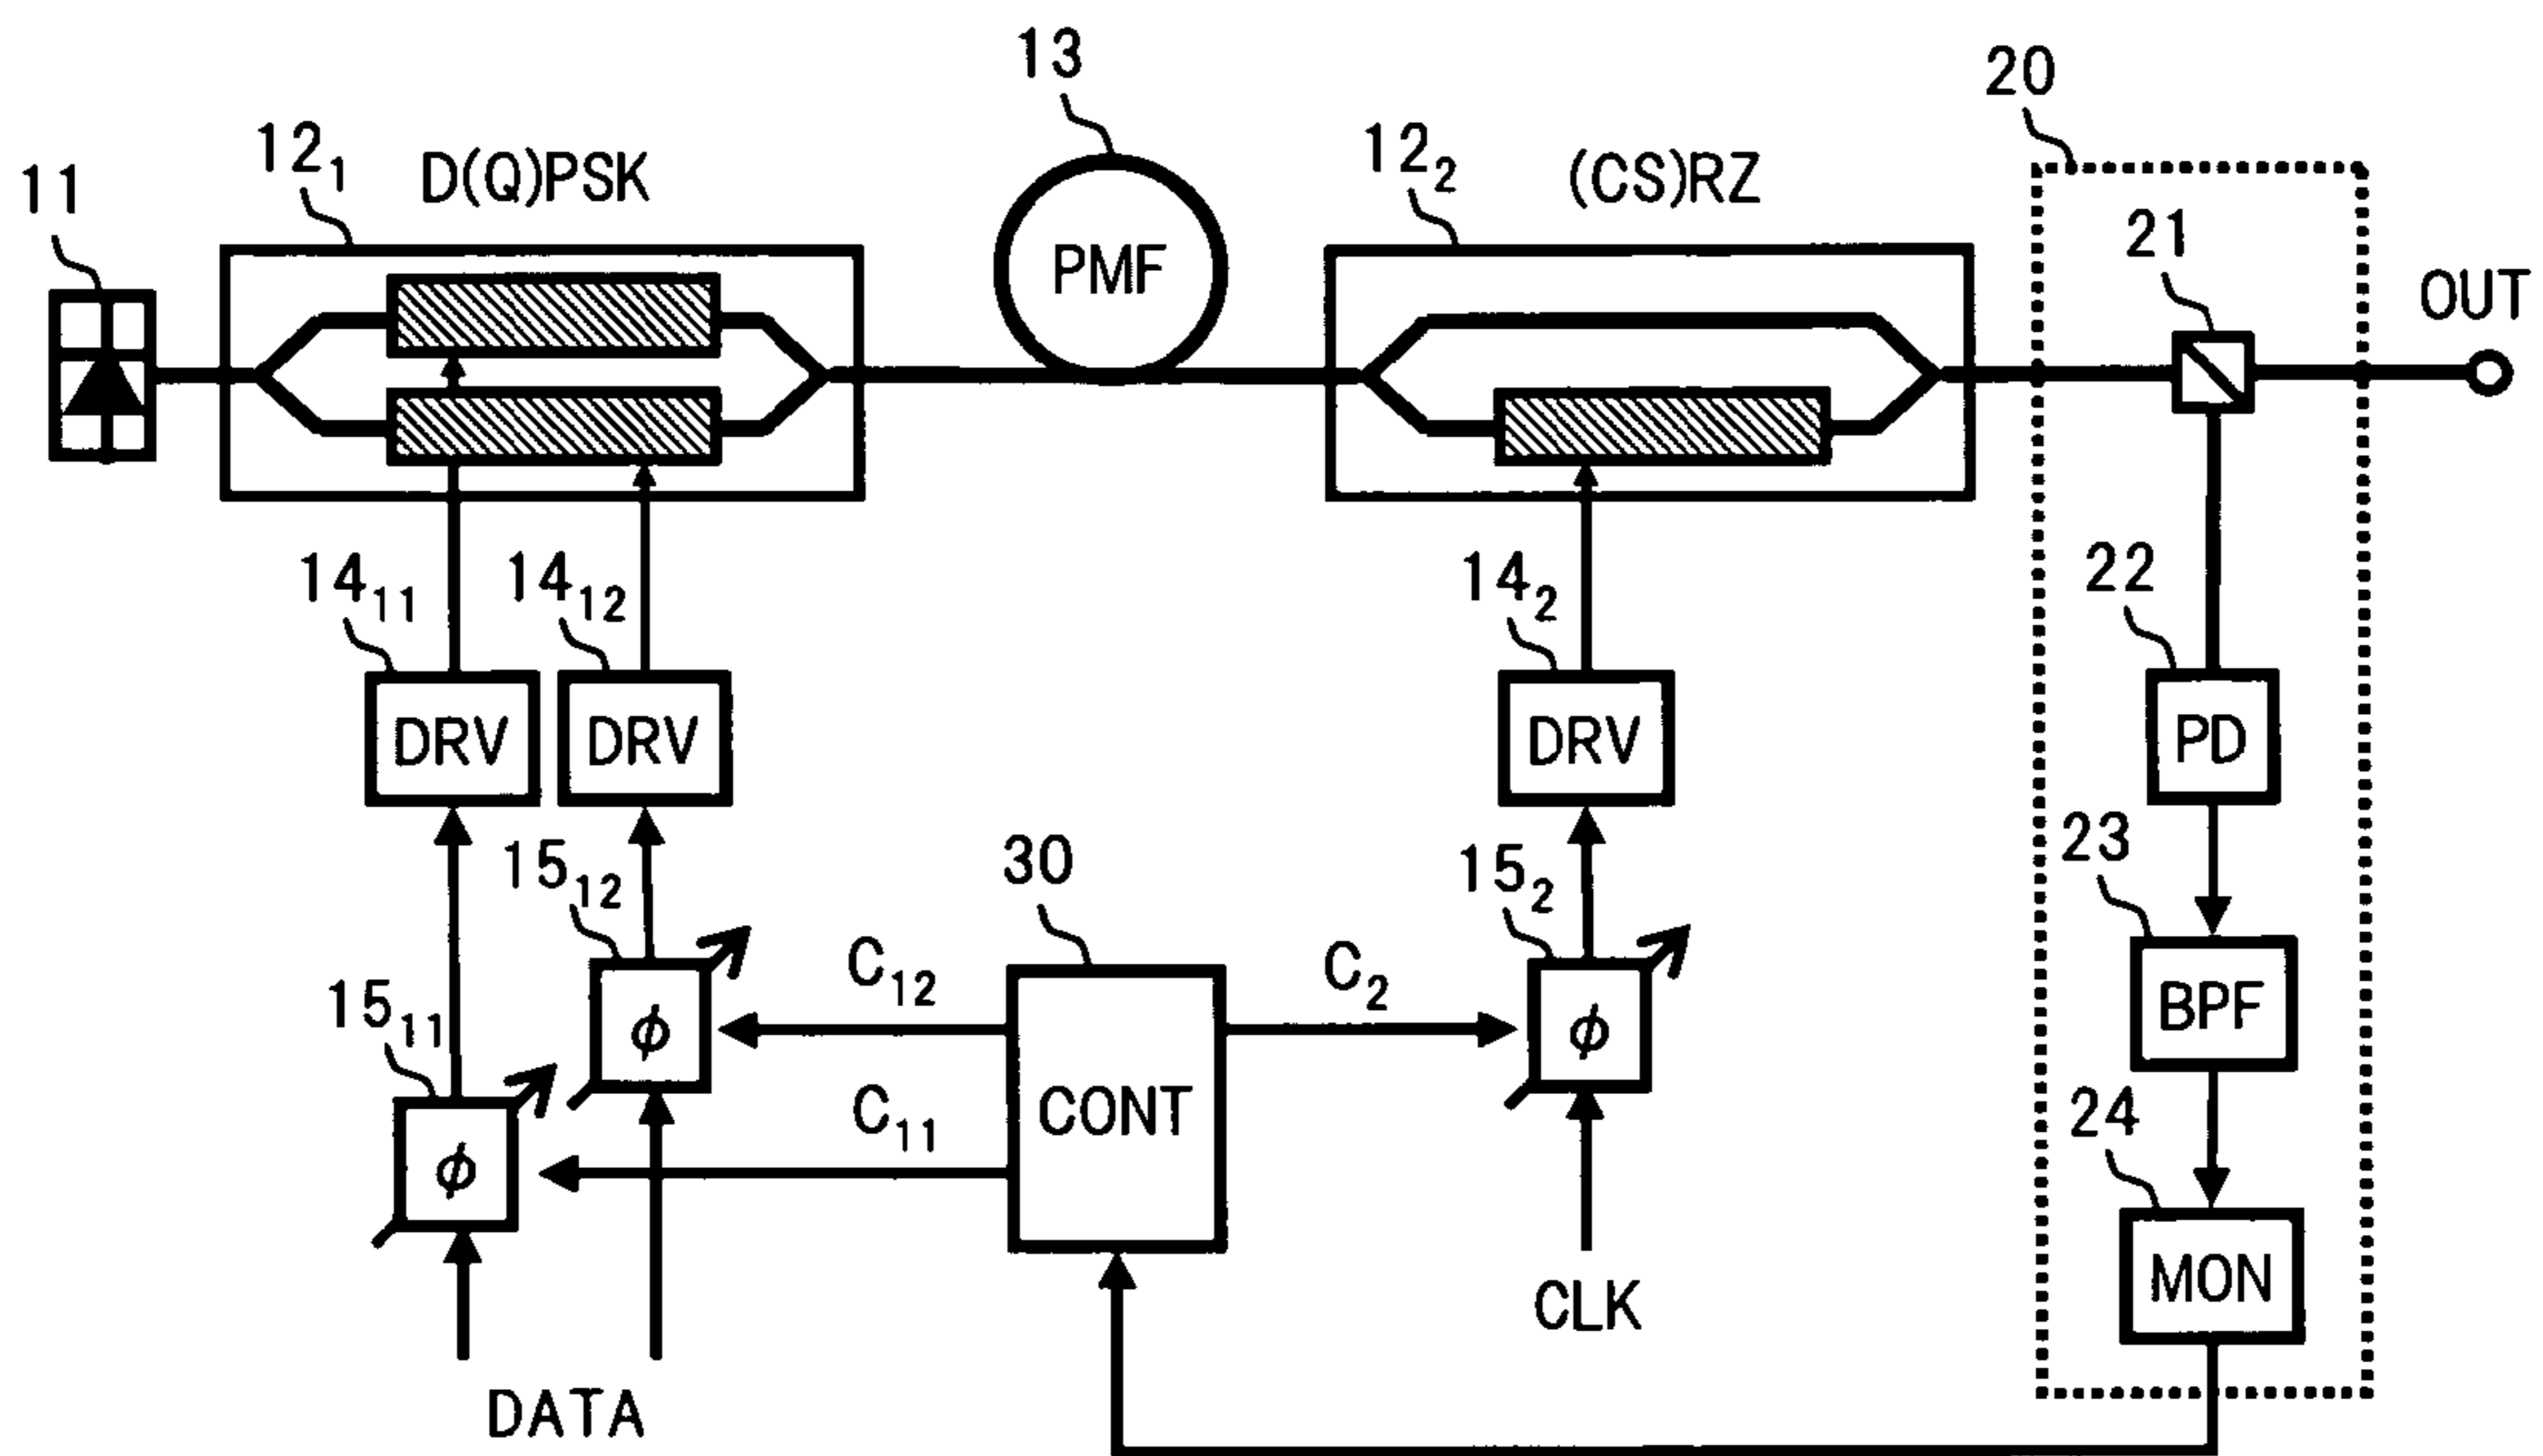 13
20
11
12₁
D(Q)PSK
12₂
(CS)RZ
21
PMF
OUT
14₁₁
14₁₂
14₂
22
DRV
DRV
DRV
PD
15₁₂
30
15₂
23
C₁₂
C₂
15₁₁
φ
φ
BPF
C₁₁
CONT
24
φ
CLK
MON
DATA